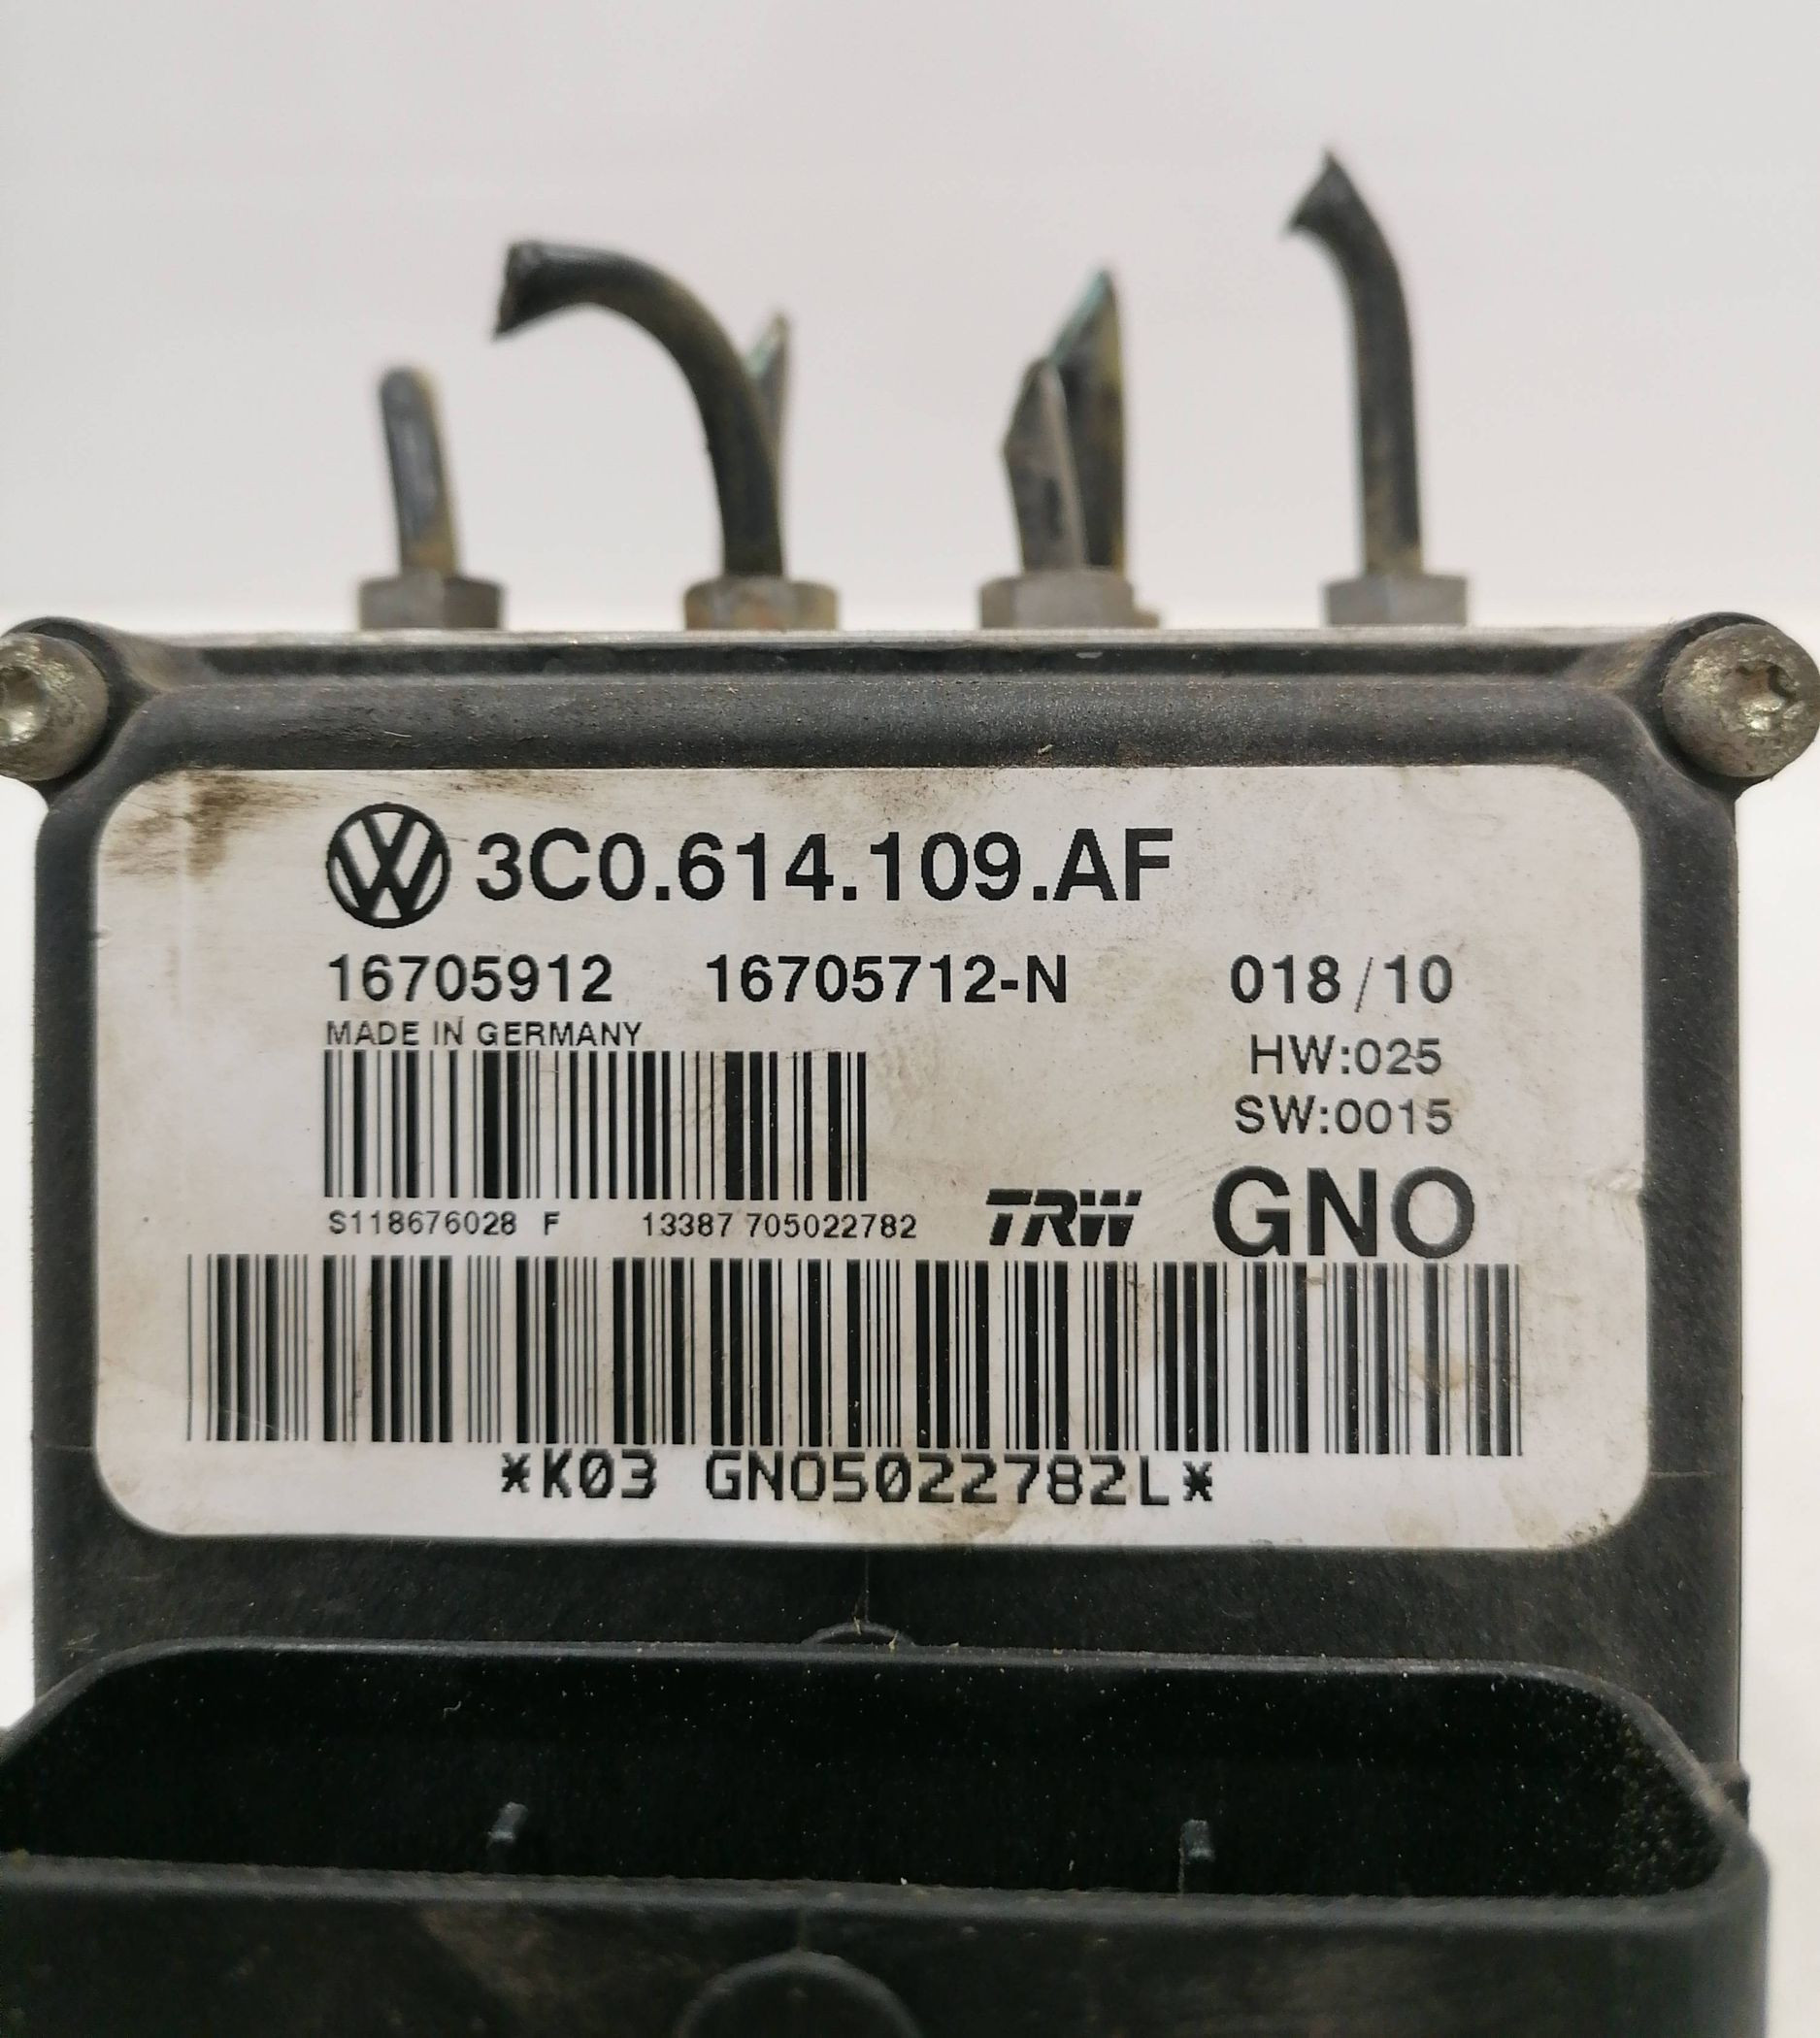 3C0.614.109.AF
16705912 16705712-N 018/10
MADE IN GERMANY HW:025
SW:0015
S118676028 F 13387 705022782 TRW GNO
*K03 GNO5022782L*